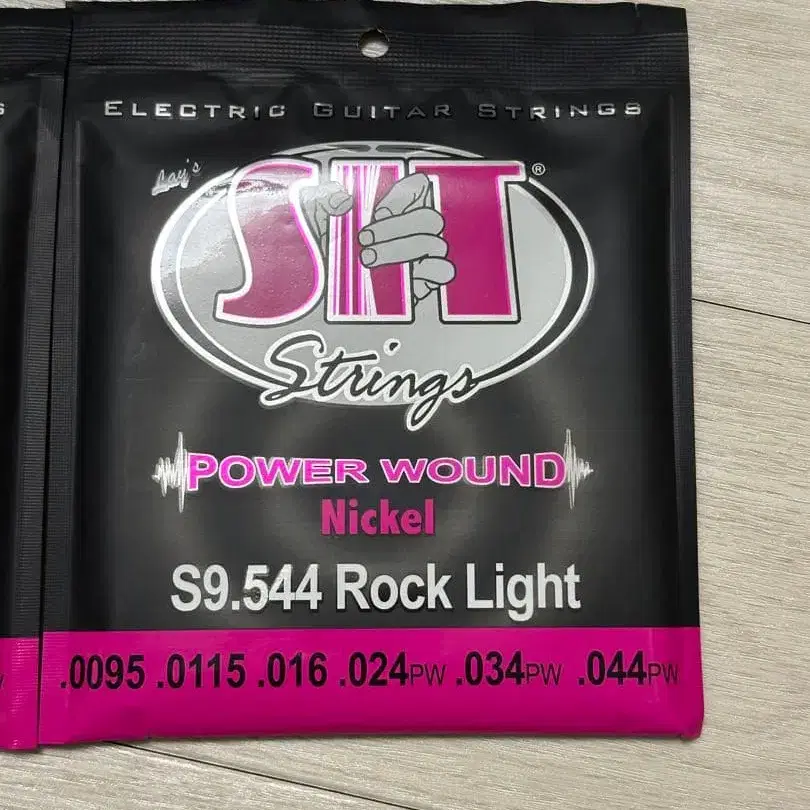 ELECTRIC GUITAR STRINGS
Lay's
SIT®
Strings
POWER WOUND
Nickel
S9.544 Rock Light
.0095 .0115 .016 .024PW .034PW .044PW